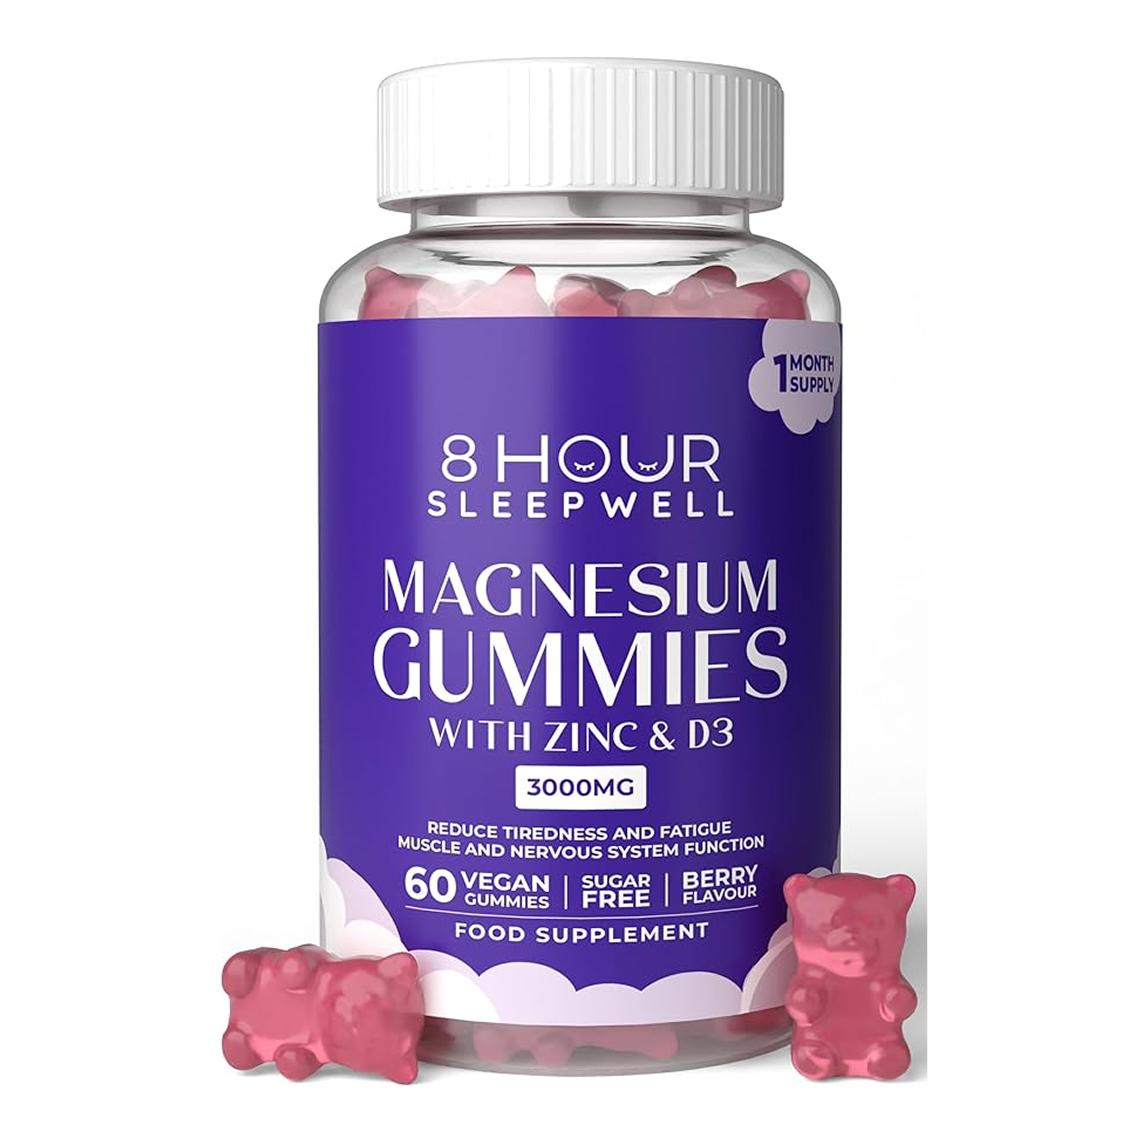 1 MONTH
SUPPLY
8 HOUR
SLEEPWELL
MAGNESIUM
GUMMIES
WITH ZINC & D3
3000MG
REDUCE TIREDNESS AND FATIGUE
MUSCLE AND NERVOUS SYSTEM FUNCTION
60 VEGAN GUMMIES | SUGAR FREE | BERRY FLAVOUR
FOOD SUPPLEMENT